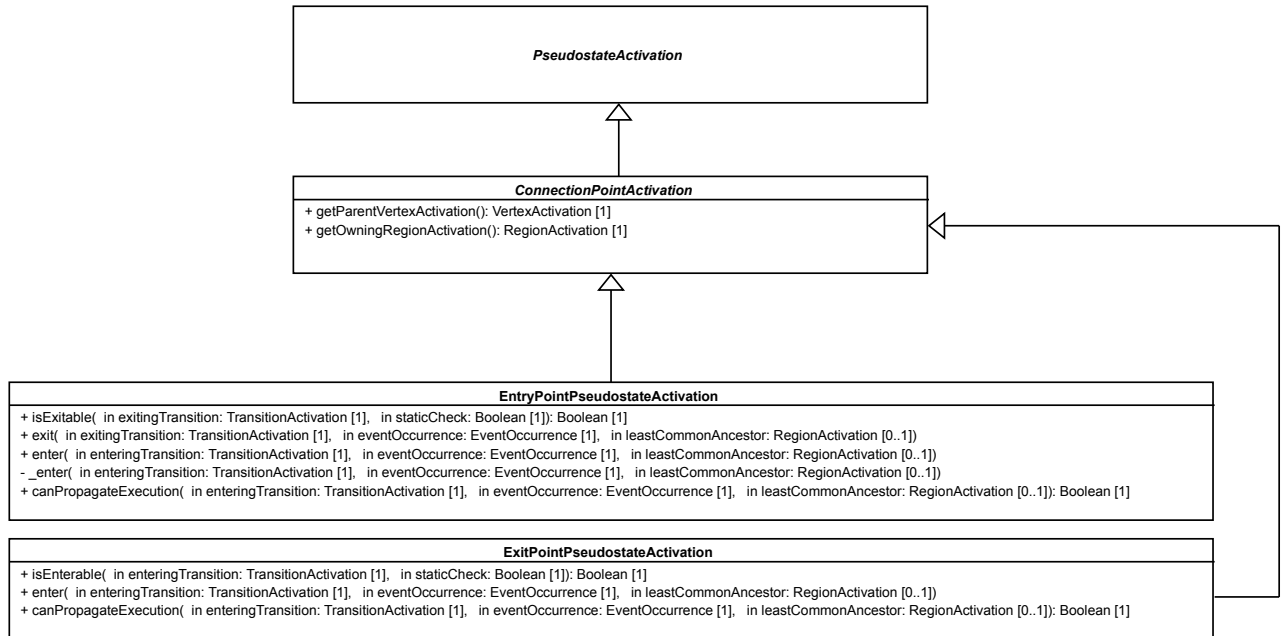 PseudostateActivation
ConnectionPointActivation
+ getParentVertexActivation(): VertexActivation [1]
+ getOwningRegionActivation(): RegionActivation [1]
EntryPointPseudostateActivation
+ isExitable(  in exitingTransition: TransitionActivation [1],   in staticCheck: Boolean [1]): Boolean [1]
+ exit(  in exitingTransition: TransitionActivation [1],   in eventOccurrence: EventOccurrence [1],   in leastCommonAncestor: RegionActivation [0..1])
+ enter(  in enteringTransition: TransitionActivation [1],   in eventOccurrence: EventOccurrence [1],   in leastCommonAncestor: RegionActivation [0..1])
- _enter(  in enteringTransition: TransitionActivation [1],   in eventOccurrence: EventOccurrence [1],   in leastCommonAncestor: RegionActivation [0..1])
+ canPropagateExecution(  in enteringTransition: TransitionActivation [1],   in eventOccurrence: EventOccurrence [1],   in leastCommonAncestor: RegionActivation [0..1]): Boolean [1]
ExitPointPseudostateActivation
+ isEnterable(  in enteringTransition: TransitionActivation [1],   in staticCheck: Boolean [1]): Boolean [1]
+ enter(  in enteringTransition: TransitionActivation [1],   in eventOccurrence: EventOccurrence [1],   in leastCommonAncestor: RegionActivation [0..1])
+ canPropagateExecution(  in enteringTransition: TransitionActivation [1],   in eventOccurrence: EventOccurrence [1],   in leastCommonAncestor: RegionActivation [0..1]): Boolean [1]